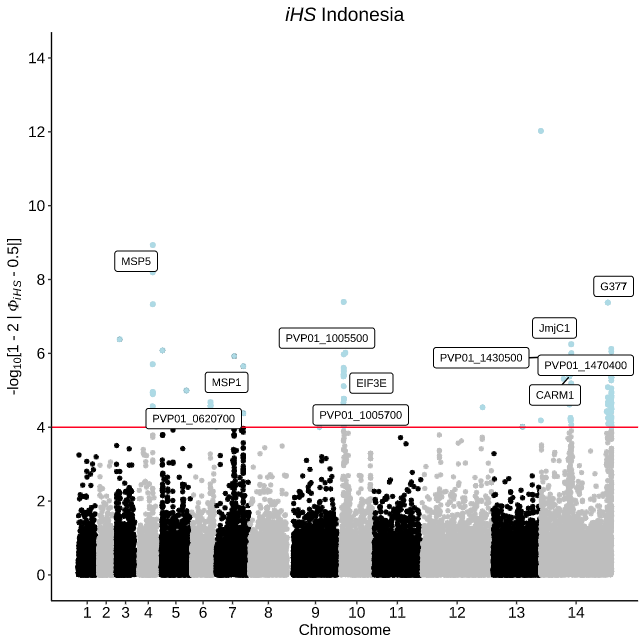 iHS Indonesia
14
12
10
8
6
4
2
0
-log10[1 - 2 | ΦiHS - 0.5|]
MSP5
G377
JmjC1
PVP01_1005500
PVP01_1430500
PVP01_1470400
MSP1
EIF3E
CARM1
PVP01_0620700
PVP01_1005700
1 2 3 4 5 6 7 8 9 10 11 12 13 14
Chromosome